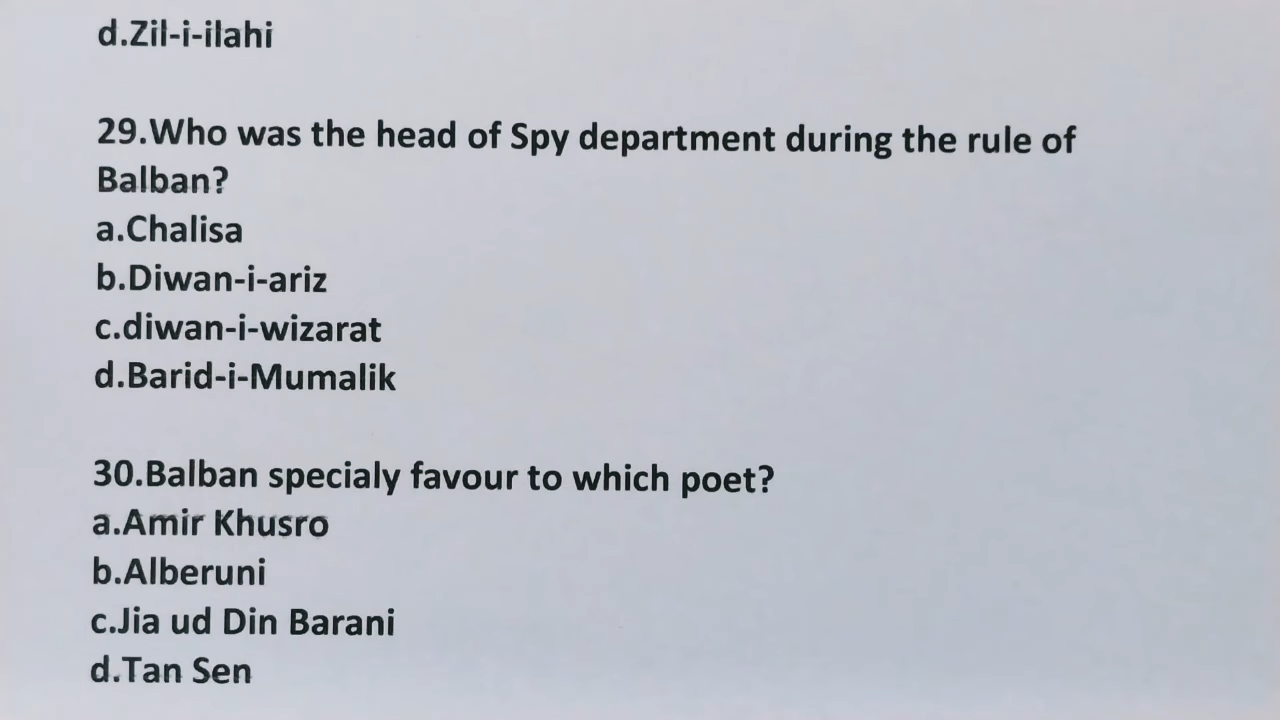 d.Zil-i-ilahi
29.Who was the head of Spy department during the rule of
Balban?
a.Chalisa
b.Diwan-i-ariz
c.diwan-i-wizarat
d.Barid-i-Mumalik
30.Balban specialy favour to which poet?
a.Amir Khusro
b.Alberuni
c.Jia ud Din Barani
d.Tan Sen